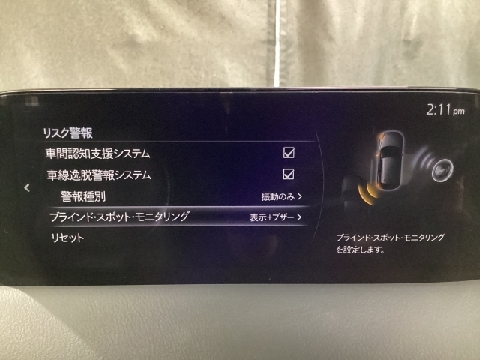 2:11pm
リスク警報
車間認知支援システム
車線逸脱警報システム
警報種別 振動のみ
ブラインド・スポット・モニタリング 表示+ブザー
リセット
ブラインド・スポット・モニタリング
を設定します。